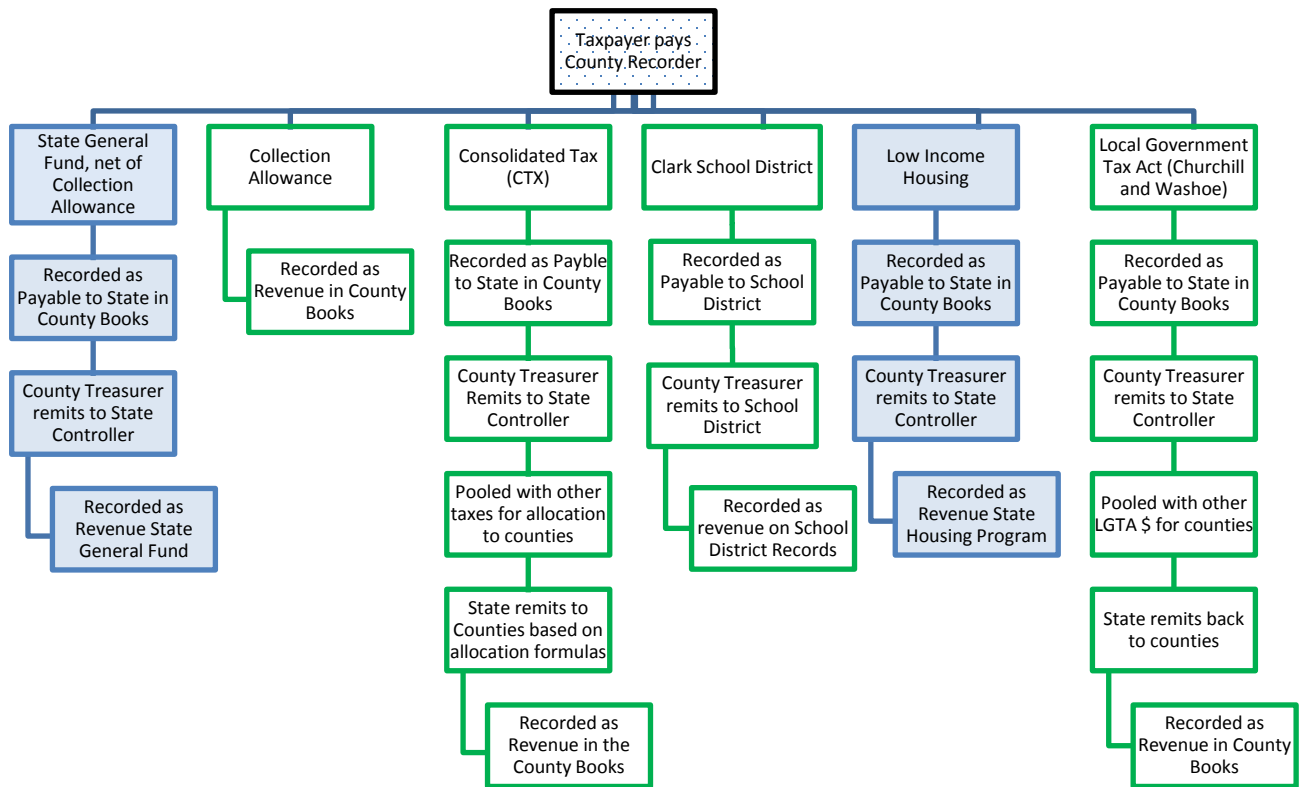 Taxpayer pays
County Recorder
State General
Fund, net of
Collection
Allowance
Recorded as
Payable to State in
County Books
County Treasurer
remits to State
Controller
Recorded as
Revenue State
General Fund
Collection
Allowance
Recorded as
Revenue in County
Books
Consolidated Tax
(CTX)
Recorded as Payble
to State in County
Books
County Treasurer
Remits to State
Controller
Pooled with other
taxes for allocation
to counties
State remits to
Counties based on
allocation formulas
Recorded as
Revenue in the
County Books
Clark School District
Recorded as
Payable to School
District
County Treasurer
remits to School
District
Recorded as
revenue on School
District Records
Low Income
Housing
Recorded as
Payable to State in
County Books
County Treasurer
remits to State
Controller
Recorded as
Revenue State
Housing Program
Local Government
Tax Act (Churchill
and Washoe)
Recorded as
Payable to State in
County Books
County Treasurer
remits to State
Controller
Pooled with other
LGTA $ for counties
State remits back
to counties
Recorded as
Revenue in County
Books